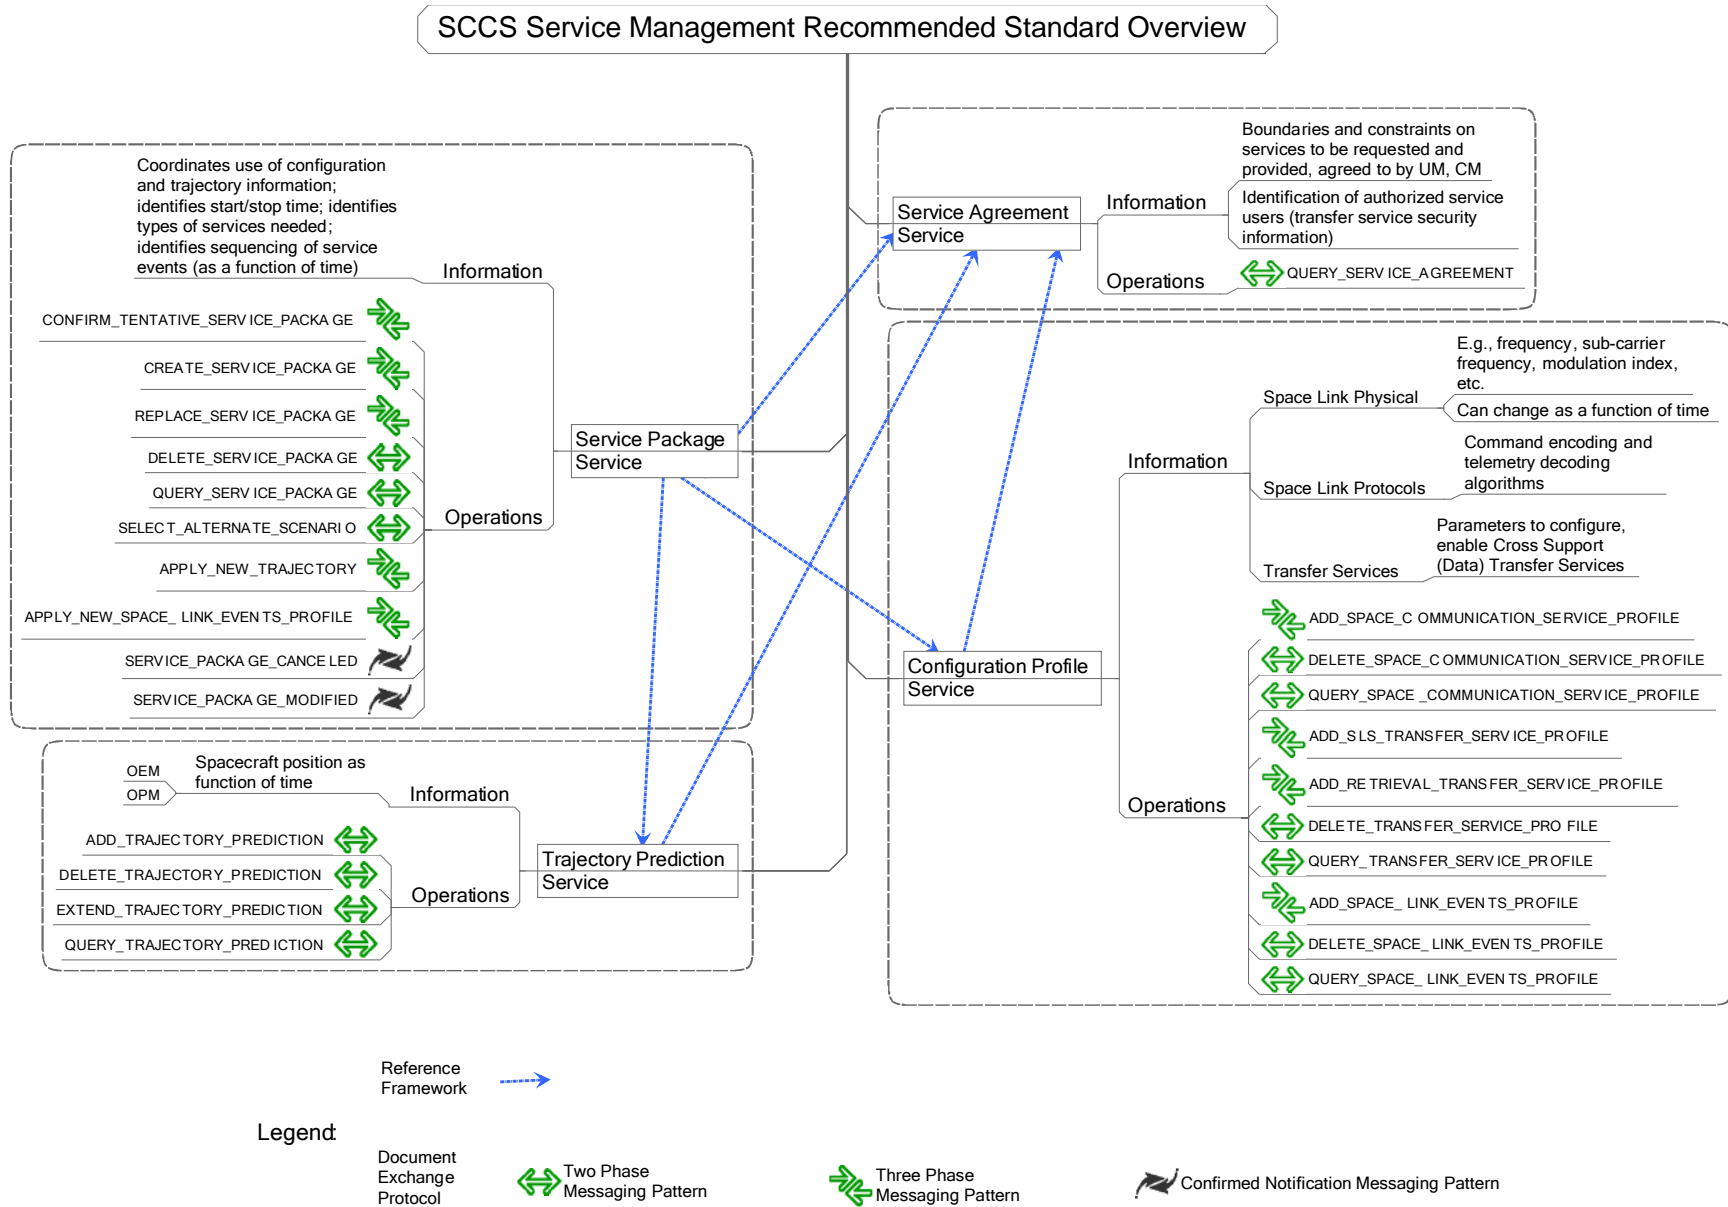 SCCS Service Management Recommended Standard Overview
Coordinates use of configuration
and trajectory information;
identifies start/stop time; identifies
types of services needed;
identifies sequencing of service
events (as a function of time)
Information
CONFIRM_TENTATIVE_SERVICE_PACKAGE
CREATE_SERVICE_PACKAGE
REPLACE_SERVICE_PACKAGE
DELETE_SERVICE_PACKAGE
QUERY_SERVICE_PACKAGE
SELECT_ALTERNATE_SCENARIO
APPLY_NEW_TRAJECTORY
APPLY_NEW_SPACE_LINK_EVENTS_PROFILE
SERVICE_PACKAGE_CANCELED
SERVICE_PACKAGE_MODIFIED
Operations
Service Package
Service
OEM
OPM
Spacecraft position as
function of time
Information
ADD_TRAJECTORY_PREDICTION
DELETE_TRAJECTORY_PREDICTION
EXTEND_TRAJECTORY_PREDICTION
QUERY_TRAJECTORY_PREDICTION
Operations
Trajectory Prediction
Service
Service Agreement
Service
Information
Boundaries and constraints on
services to be requested and
provided, agreed to by UM, CM
Identification of authorized service
users (transfer service security
information)
Operations
QUERY_SERVICE_AGREEMENT
Configuration Profile
Service
Information
Space Link Physical
E.g., frequency, sub-carrier
frequency, modulation index,
etc.
Can change as a function of time
Space Link Protocols
Command encoding and
telemetry decoding
algorithms
Transfer Services
Parameters to configure,
enable Cross Support
(Data) Transfer Services
Operations
ADD_SPACE_COMMUNICATION_SERVICE_PROFILE
DELETE_SPACE_COMMUNICATION_SERVICE_PROFILE
QUERY_SPACE_COMMUNICATION_SERVICE_PROFILE
ADD_SLS_TRANSFER_SERVICE_PROFILE
ADD_RETRIEVAL_TRANSFER_SERVICE_PROFILE
DELETE_TRANSFER_SERVICE_PROFILE
QUERY_TRANSFER_SERVICE_PROFILE
ADD_SPACE_LINK_EVENTS_PROFILE
DELETE_SPACE_LINK_EVENTS_PROFILE
QUERY_SPACE_LINK_EVENTS_PROFILE
Legend:
Reference
Framework
Document
Exchange
Protocol
Two Phase
Messaging Pattern
Three Phase
Messaging Pattern
Confirmed Notification Messaging Pattern